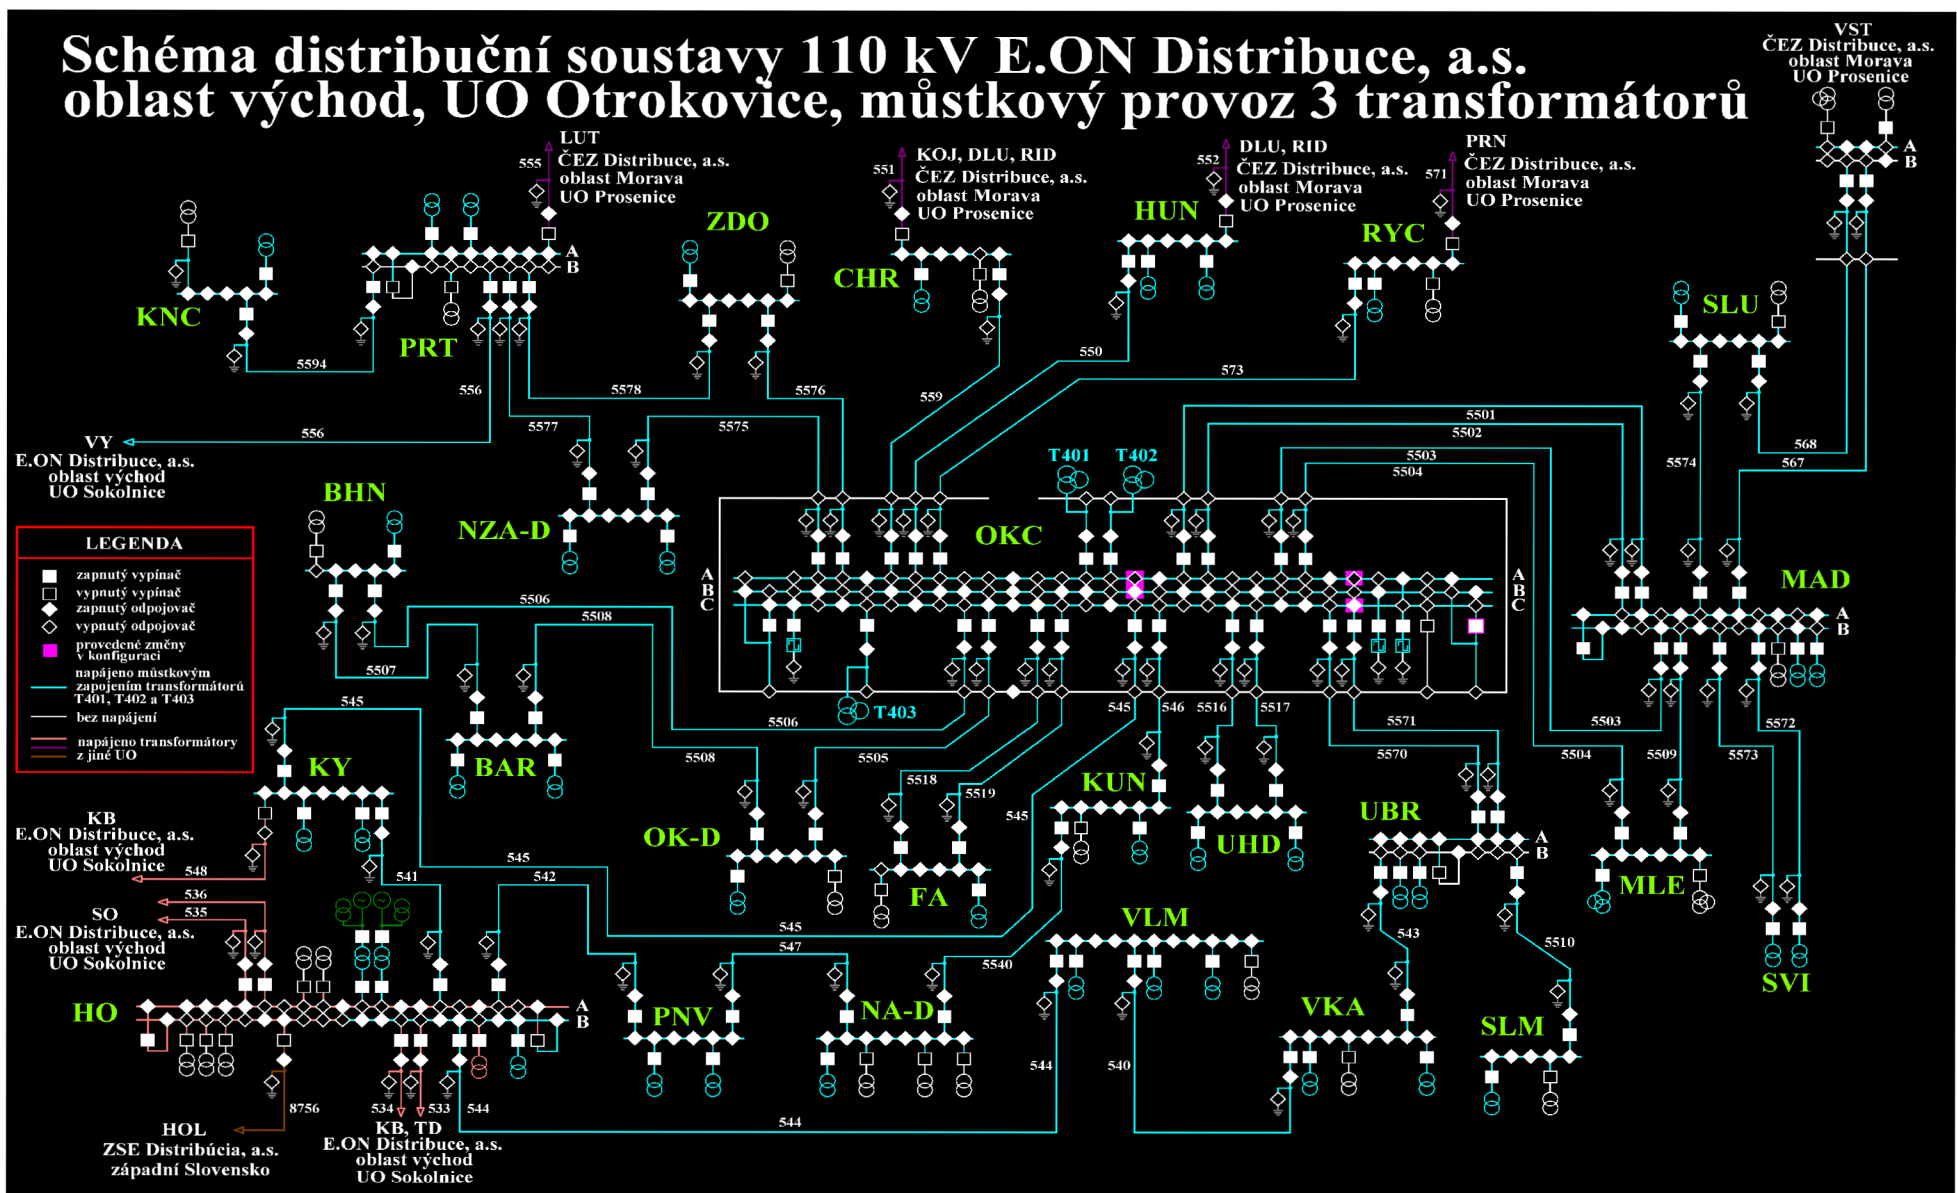 Schéma distribuční soustavy 110 kV E.ON Distribuce, a.s.
oblast východ, UO Otrokovice, můstkový provoz 3 transformátorů
VST
ČEZ Distribuce, a.s.
oblast Morava
UO Prosenice
A
B
LUT
ČEZ Distribuce, a.s.
oblast Morava
UO Prosenice
555
KOJ, DLU, RID
ČEZ Distribuce, a.s.
oblast Morava
UO Prosenice
551
DLU, RID
ČEZ Distribuce, a.s.
oblast Morava
UO Prosenice
552
PRN
ČEZ Distribuce, a.s.
oblast Morava
UO Prosenice
571
ZDO
HUN
RYC
CHR
KNC
PRT
A
B
SLU
5594
556
5578
5576
559
550
573
5501
5502
5503
5504
5574
568
567
VY
E.ON Distribuce, a.s.
oblast východ
UO Sokolnice
556
5577
5575
T401
T402
BHN
NZA-D
OKC
MAD
A
B
C
A
B
C
A
B
LEGENDA
zapnutý vypínač
vypnutý vypínač
zapnutý odpojovač
vypnutý odpojovač
provedené změny
v konfiguraci
napájeno můstkovým
zapojením transformátorů
T401, T402 a T403
bez napájení
napájeno transformátory
z jiné UO
5506
5508
5507
545
5506
T403
545
546
5516
5517
5571
5570
5503
5504
5509
5573
5572
KY
BAR
5508
5505
5518
5519
545
KUN
UHD
UBR
A
B
MLE
SVI
OK-D
FA
KB
E.ON Distribuce, a.s.
oblast východ
UO Sokolnice
548
545
541
542
536
535
SO
E.ON Distribuce, a.s.
oblast východ
UO Sokolnice
545
547
5540
VLM
543
5510
HO
A
B
PNV
NA-D
VKA
SLM
544
540
8756
534
533
544
544
HOL
ZSE Distribúcia, a.s.
západní Slovensko
KB, TD
E.ON Distribuce, a.s.
oblast východ
UO Sokolnice